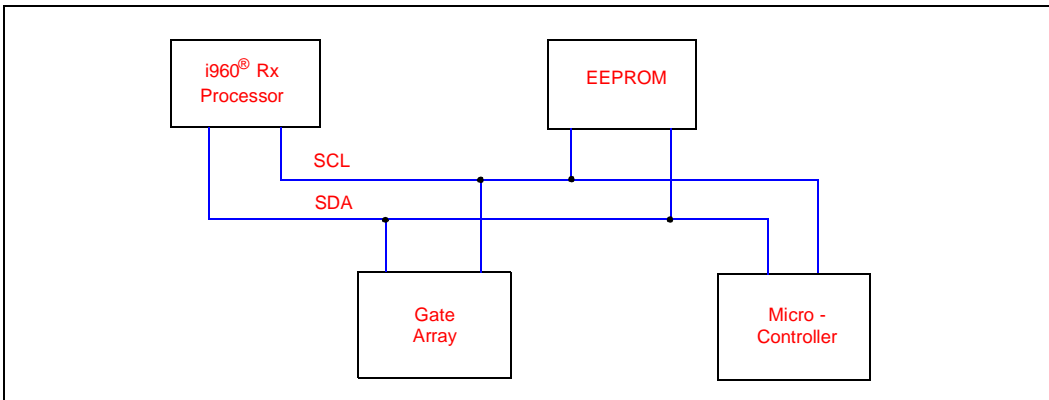 i960® Rx
Processor
EEPROM
SCL
SDA
Gate
Array
Micro -
Controller